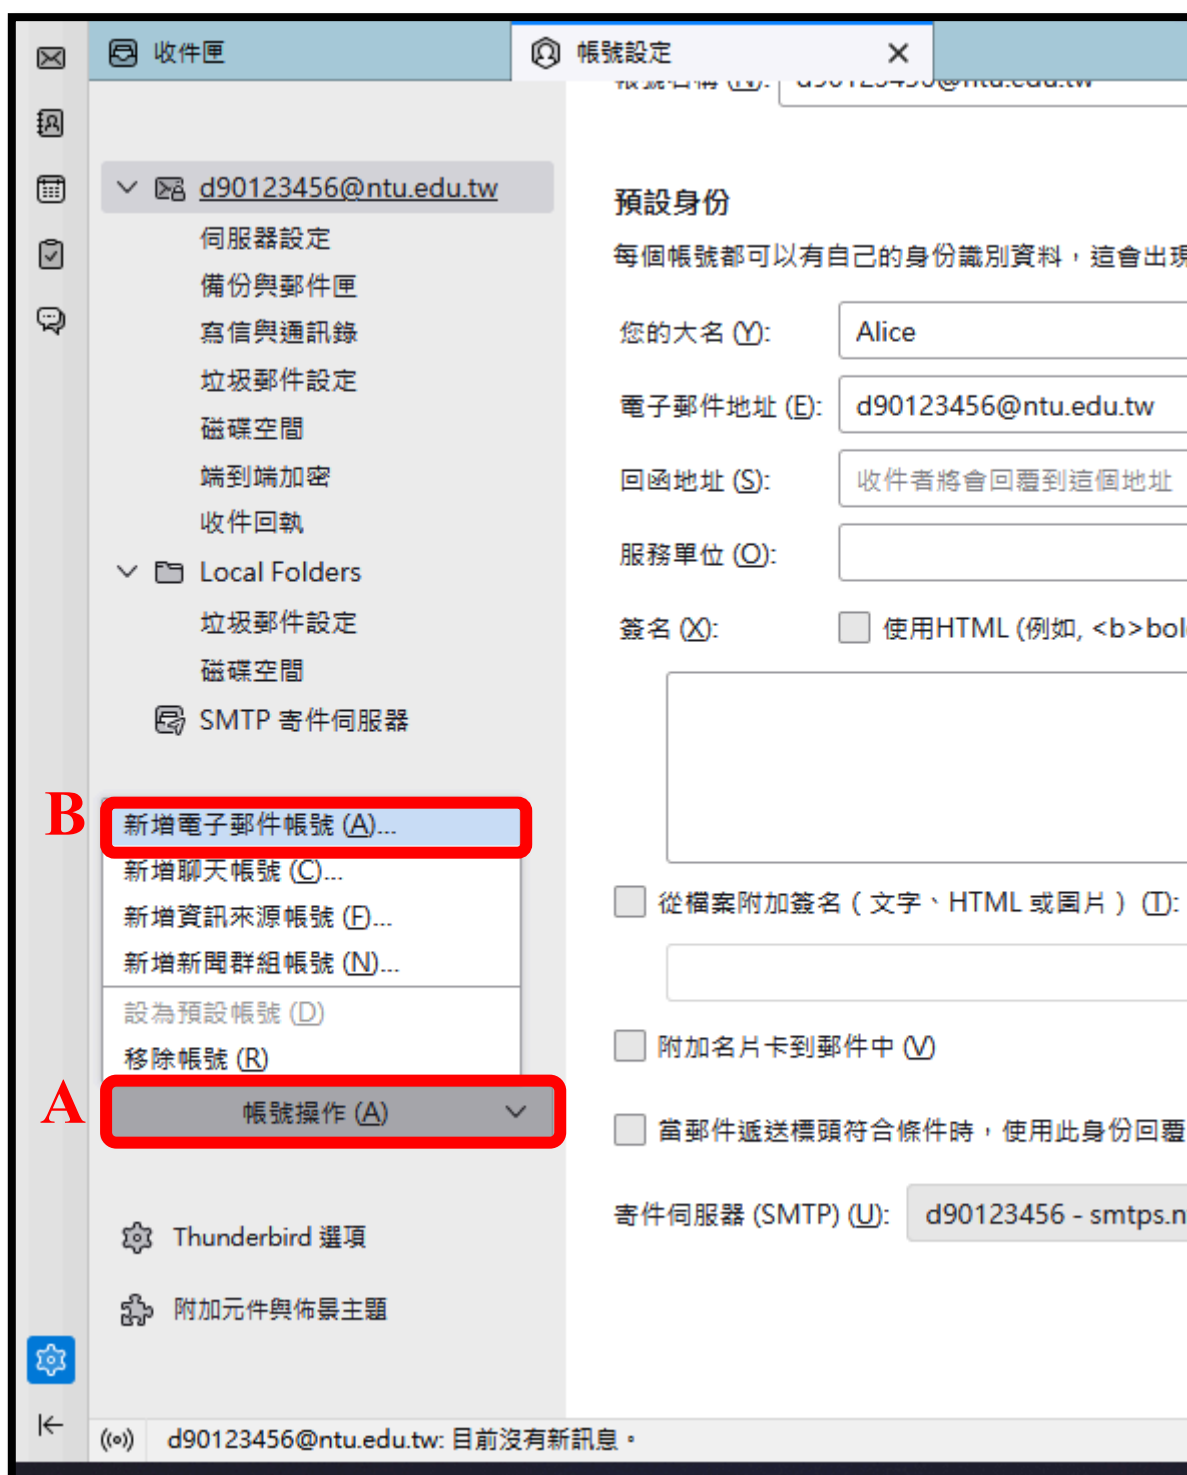 收件匣
帳號設定
帳號名稱 (N): d90123456@ntu.edu.tw
d90123456@ntu.edu.tw
伺服器設定
備份與郵件匣
寫信與通訊錄
垃圾郵件設定
磁碟空間
端到端加密
收件回執
Local Folders
垃圾郵件設定
磁碟空間
SMTP 寄件伺服器
B
新增電子郵件帳號 (A)...
新增聊天帳號 (C)...
新增資訊來源帳號 (F)...
新增新聞群組帳號 (N)...
設為預設帳號 (D)
移除帳號 (R)
A
帳號操作 (A)
Thunderbird 選項
附加元件與佈景主題
預設身份
每個帳號都可以有自己的身份識別資料，這會出現
您的大名 (Y): Alice
電子郵件地址 (E): d90123456@ntu.edu.tw
回函地址 (S): 收件者將會回覆到這個地址
服務單位 (O):
簽名 (X): 使用HTML (例如, <b>bol
從檔案附加簽名（文字、HTML 或圖片） (T):
附加名片卡到郵件中 (V)
當郵件遞送標頭符合條件時，使用此身份回覆
寄件伺服器 (SMTP) (U): d90123456 - smtps.n
d90123456@ntu.edu.tw: 目前沒有新訊息。